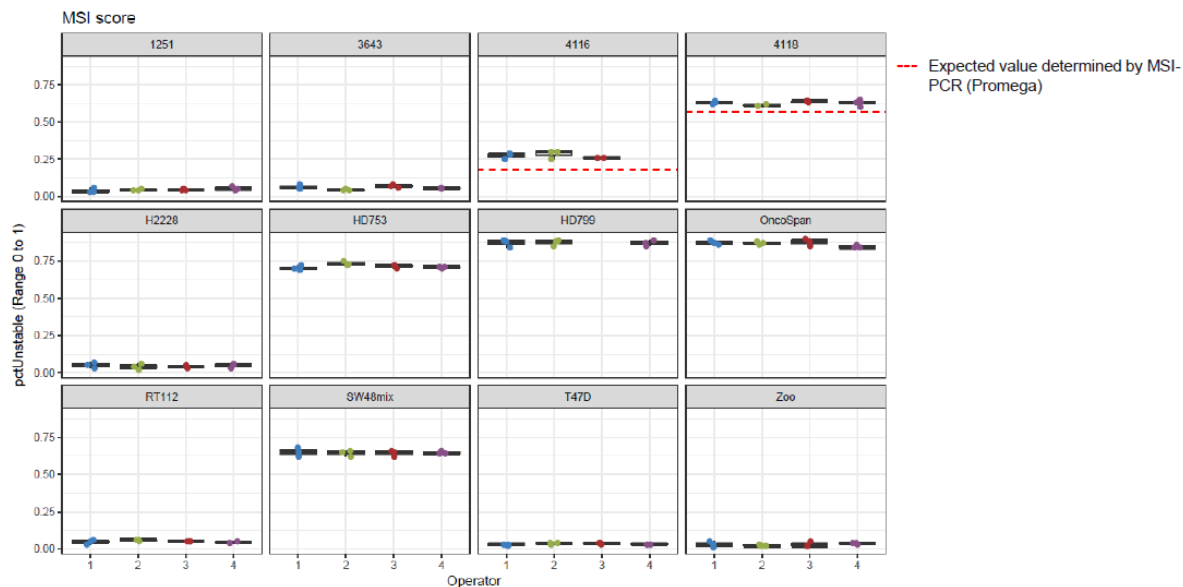 MSI score
1251 3643 4116 4118
Expected value determined by MSI-
PCR (Promega)
0.75
0.50
0.25
0.00
H2228 HD753 HD799 OncoSpan
pctUnstable (Range 0 to 1)
0.75
0.50
0.25
0.00
RT112 SW48mix T47D Zoo
0.75
0.50
0.25
0.00
1 2 3 4 1 2 3 4 1 2 3 4 1 2 3 4
Operator